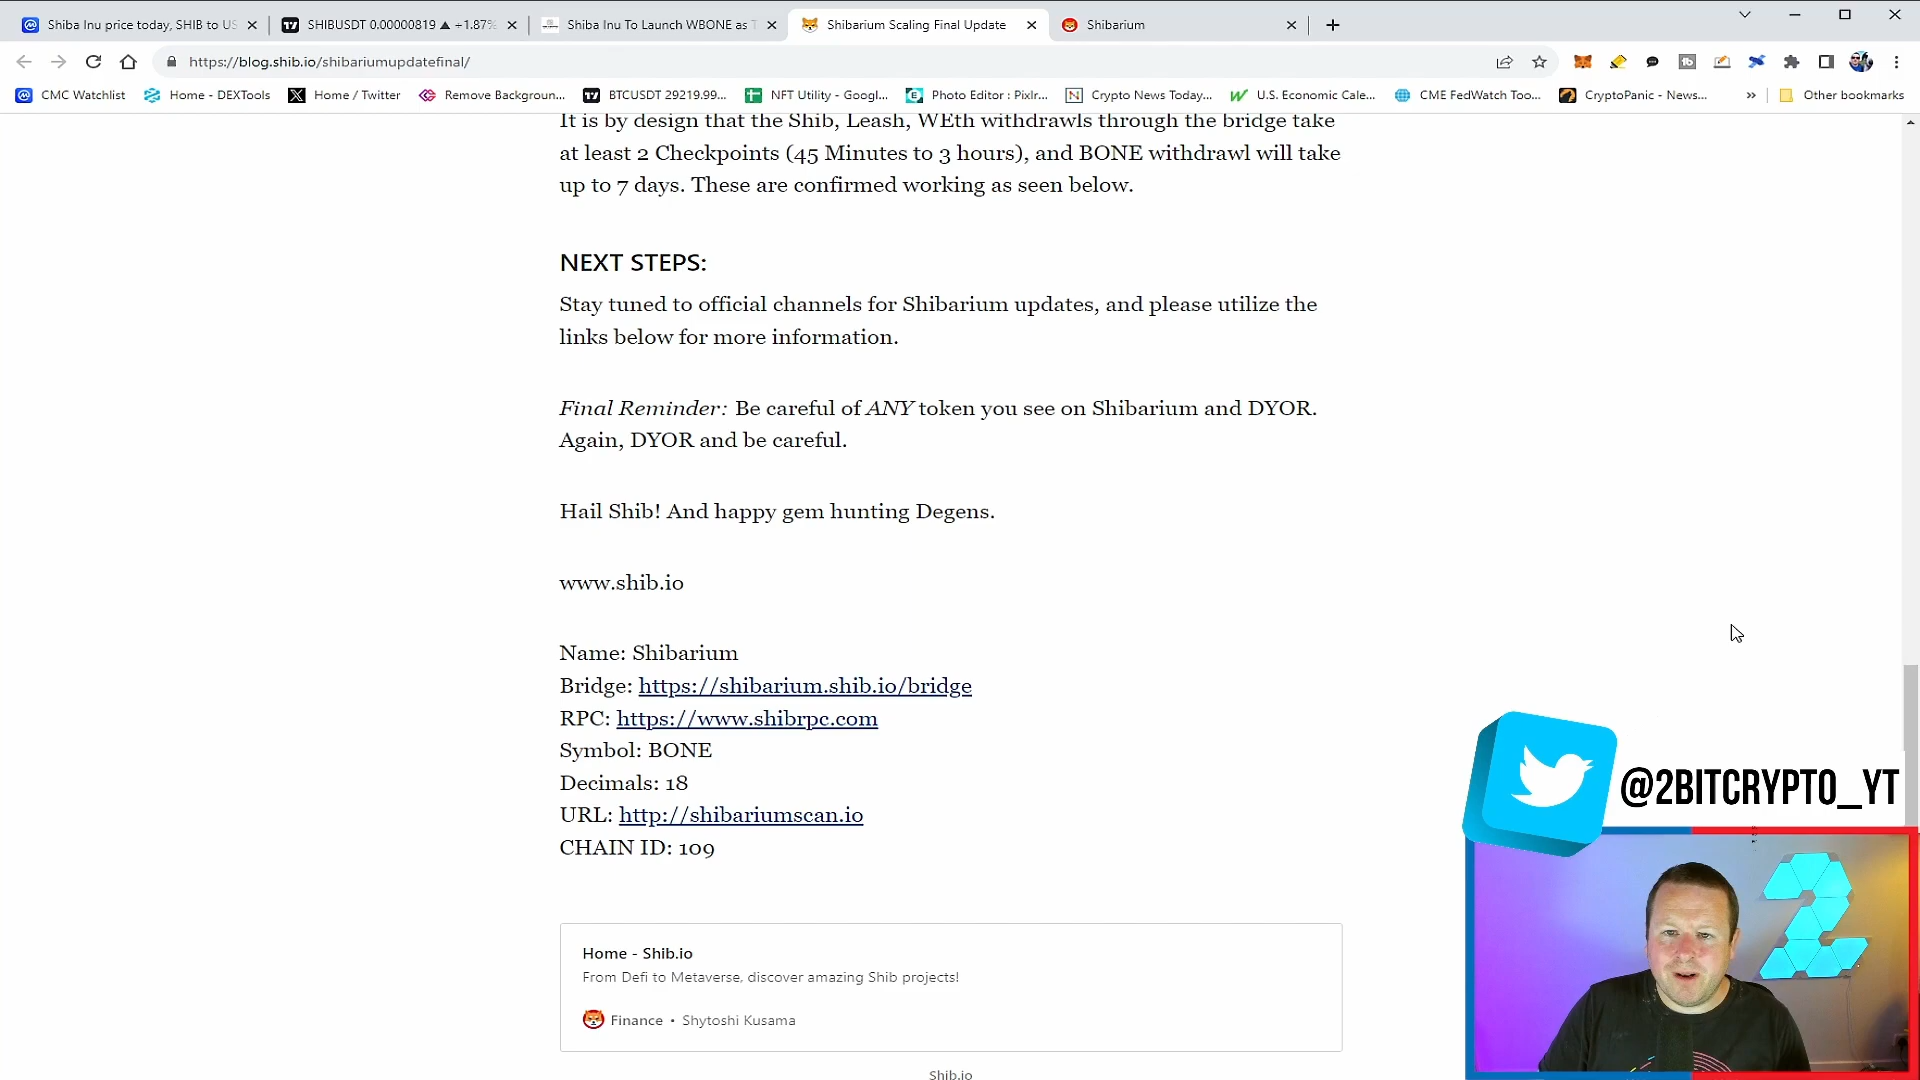 Shiba Inu price today, SHIB to US
SHIBUSDT 0.00000819 ▲ +1.87%
Shiba Inu To Launch WBONE as T
Shibarium Scaling Final Update
Shibarium
https://blog.shib.io/shibariumupdatefinal/
CMC Watchlist
Home - DEXTools
Home / Twitter
Remove Backgroun...
BTCUSDT 29219.99...
NFT Utility - Googl...
Photo Editor : Pixlr...
Crypto News Today...
U.S. Economic Cale...
CME FedWatch Too...
CryptoPanic - News...
»
Other bookmarks
It is by design that the Shib, Leash, WEth withdrawls through the bridge take
at least 2 Checkpoints (45 Minutes to 3 hours), and BONE withdrawl will take
up to 7 days. These are confirmed working as seen below.
NEXT STEPS:
Stay tuned to official channels for Shibarium updates, and please utilize the
links below for more information.
Final Reminder: Be careful of ANY token you see on Shibarium and DYOR.
Again, DYOR and be careful.
Hail Shib! And happy gem hunting Degens.
www.shib.io
Name: Shibarium
Bridge: https://shibarium.shib.io/bridge
RPC: https://www.shibrpc.com
Symbol: BONE
Decimals: 18
URL: http://shibariumscan.io
CHAIN ID: 109
@2BITCRYPTO_YT
Home - Shib.io
From Defi to Metaverse, discover amazing Shib projects!
Finance • Shytoshi Kusama
Shib.io